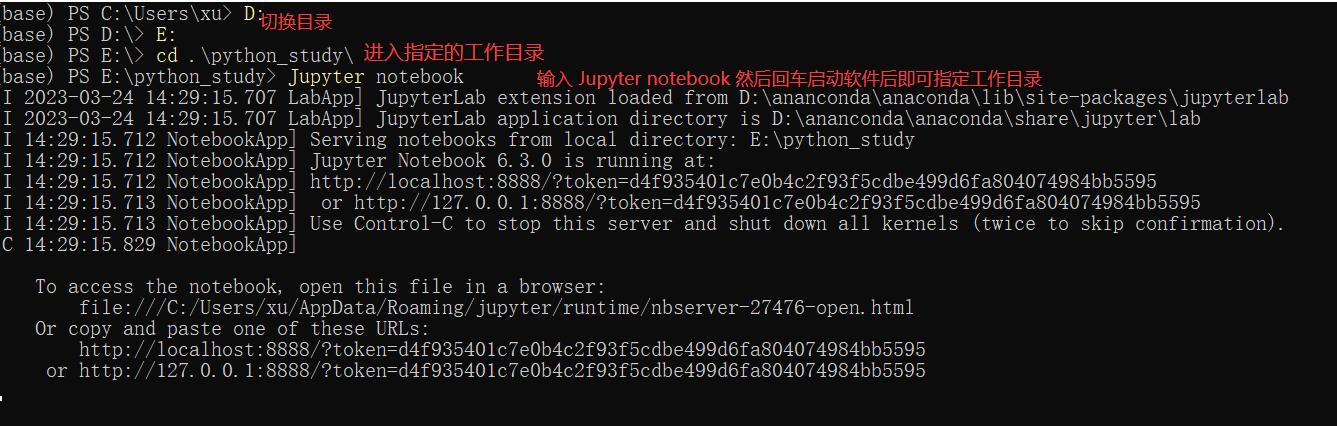 (base) PS C:\Users\xu> D: 切换目录
(base) PS D:\> E:
(base) PS E:\> cd .\python_study\ 进入指定的工作目录
(base) PS E:\python_study> Jupyter notebook 输入 Jupyter notebook 然后回车启动软件后即可指定工作目录
I 2023-03-24 14:29:15.707 LabApp] JupyterLab extension loaded from D:\ananconda\anaconda\lib\site-packages\jupyterlab
I 2023-03-24 14:29:15.707 LabApp] JupyterLab application directory is D:\ananconda\anaconda\share\jupyter\lab
I 14:29:15.712 NotebookApp] Serving notebooks from local directory: E:\python_study
I 14:29:15.712 NotebookApp] Jupyter Notebook 6.3.0 is running at:
I 14:29:15.712 NotebookApp] http://localhost:8888/?token=d4f935401c7e0b4c2f93f5cdbe499d6fa804074984bb5595
I 14:29:15.713 NotebookApp]  or http://127.0.0.1:8888/?token=d4f935401c7e0b4c2f93f5cdbe499d6fa804074984bb5595
I 14:29:15.713 NotebookApp] Use Control-C to stop this server and shut down all kernels (twice to skip confirmation).
C 14:29:15.829 NotebookApp]
To access the notebook, open this file in a browser:
file:///C:/Users/xu/AppData/Roaming/jupyter/runtime/nbserver-27476-open.html
Or copy and paste one of these URLs:
http://localhost:8888/?token=d4f935401c7e0b4c2f93f5cdbe499d6fa804074984bb5595
or http://127.0.0.1:8888/?token=d4f935401c7e0b4c2f93f5cdbe499d6fa804074984bb5595